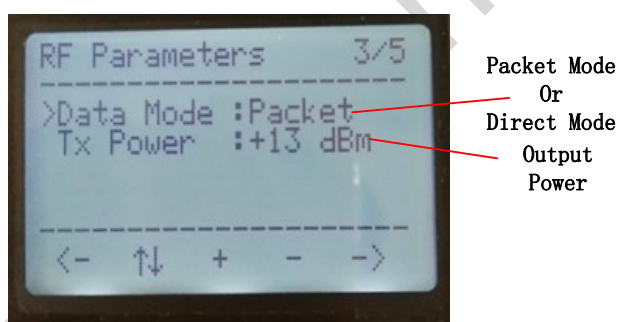 RF Parameters 3/5
>Data Mode :Packet
Tx Power :+13 dBm
<- ↑↓ + - ->
Packet Mode
Or
Direct Mode
Output
Power